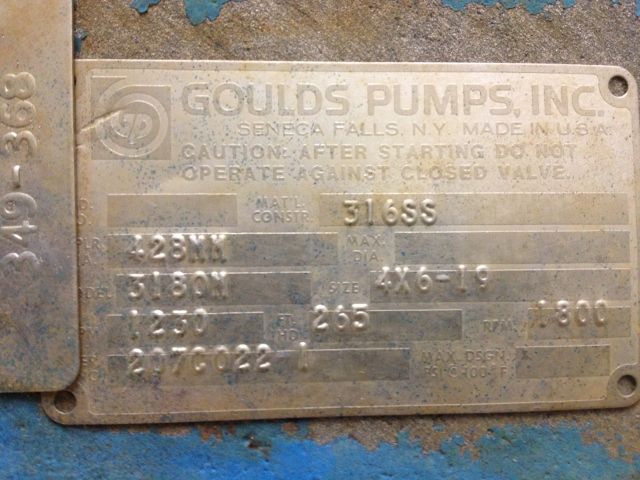 349-368
GOULDS PUMPS, INC.
SENECA FALLS, N.Y. MADE IN U.S.A.
CAUTION: AFTER STARTING DO NOT
OPERATE AGAINST CLOSED VALVE.
MAT'L. CONSTR. 316SS
428MM MAX. DIA.
3180M SIZE 4X6-19
1230 FT. HD. 265 RPM 1800
207C022-1 MAX. DSGN.